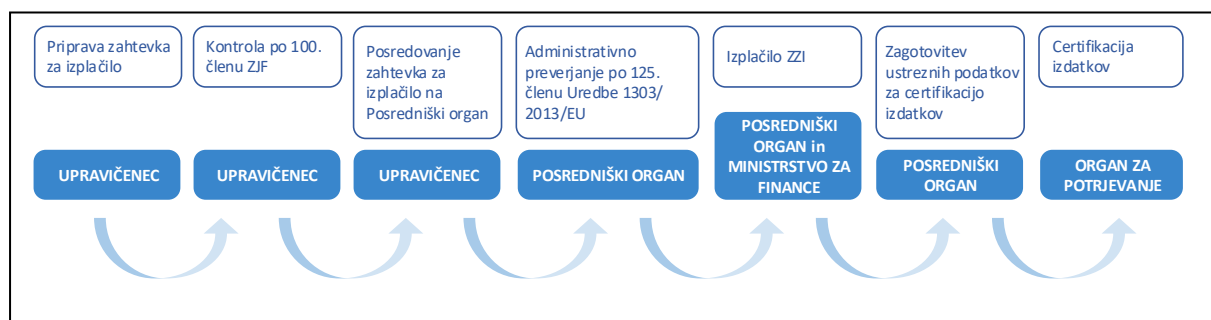 Priprava zahtevka
za izplačilo
UPRAVIČENEC
Kontrola po 100.
členu ZJF
UPRAVIČENEC
Posredovanje
zahtevka za
izplačilo na
Posredniški organ
UPRAVIČENEC
Administrativno
preverjanje po 125.
členu Uredbe 1303/
2013/EU
POSREDNIŠKI ORGAN
Izplačilo ZZI
POSREDNIŠKI
ORGAN in
MINISTRSTVO ZA
FINANCE
Zagotovitev
ustreznih podatkov
za certifikacijo
izdatkov
POSREDNIŠKI
ORGAN
Certifikacija
izdatkov
ORGAN ZA
POTRJEVANJE